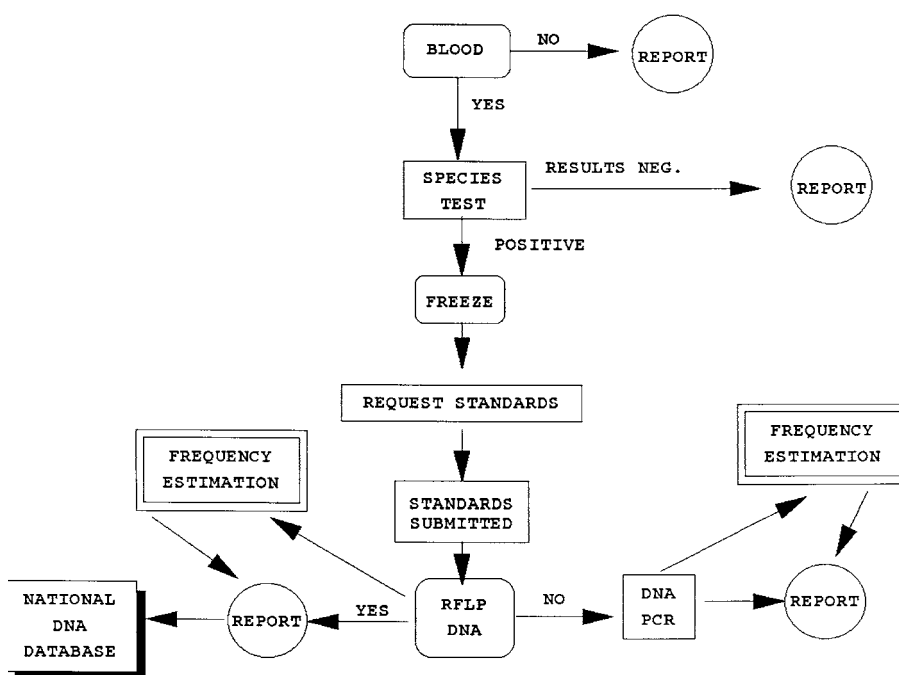 BLOOD
NO
REPORT
YES
SPECIES
TEST
RESULTS NEG.
REPORT
POSITIVE
FREEZE
REQUEST STANDARDS
FREQUENCY
ESTIMATION
FREQUENCY
ESTIMATION
STANDARDS
SUBMITTED
NATIONAL
DNA
DATABASE
REPORT
YES
RFLP
DNA
NO
DNA
PCR
REPORT